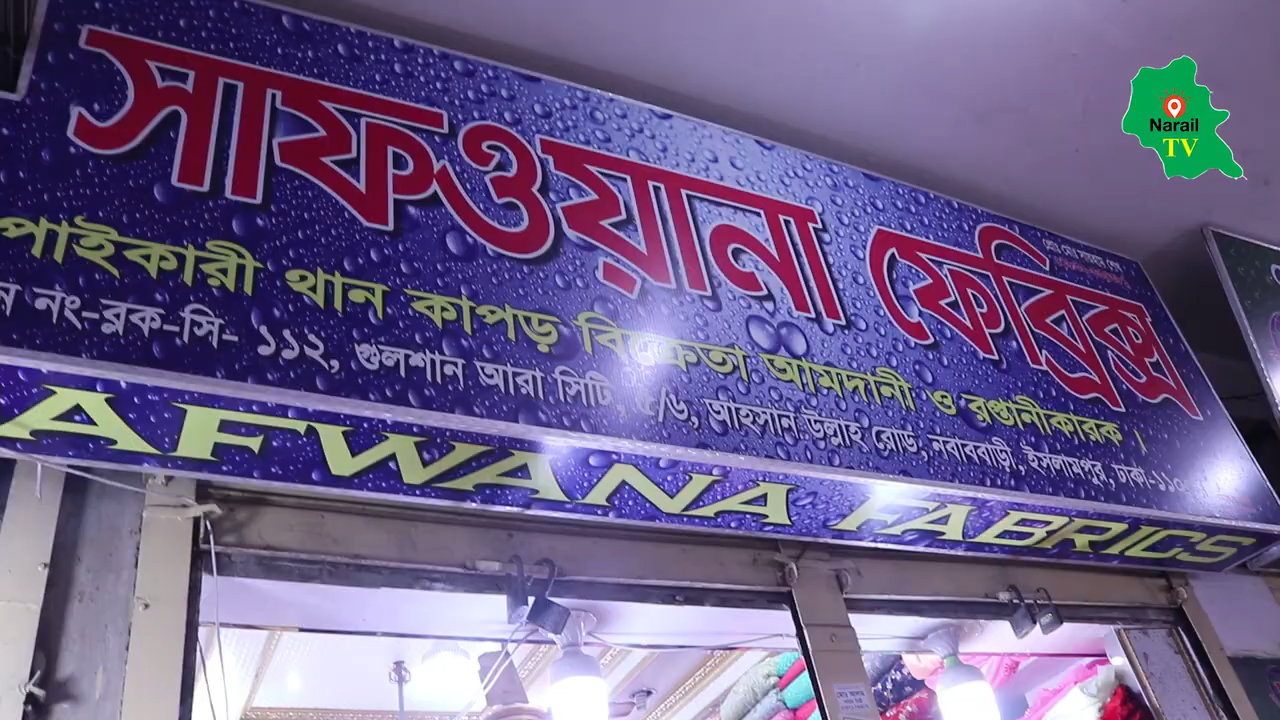 সাফওয়ানা ফেব্রিক্স
পাইকারী থান কাপড় বিক্রেতা আমদানী ও রপ্তানীকারক ।
নং-ব্লক-সি- ১১২, গুলশান আরা সিটি, ৫/৬, আহসান উল্লাহ রোড, নবাববাড়ী, ইসলামপুর, ঢাকা-১১০
AFWANA FABRICS
Narail
TV